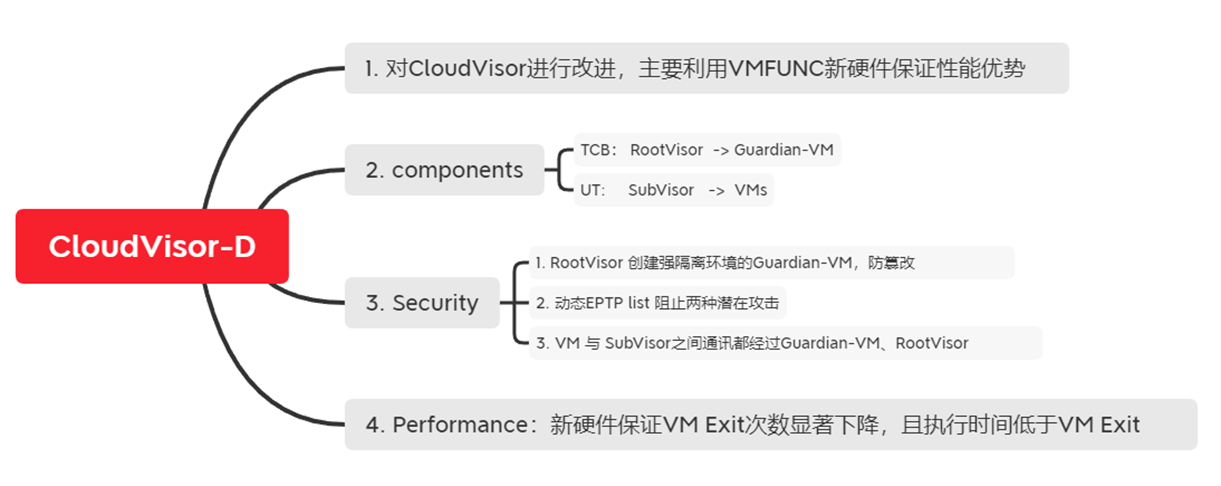 CloudVisor-D
1. 对CloudVisor进行改进，主要利用VMFUNC新硬件保证性能优势
2. components
TCB： RootVisor -> Guardian-VM
UT: SubVisor -> VMs
3. Security
1. RootVisor 创建强隔离环境的Guardian-VM，防篡改
2. 动态EPTP list 阻止两种潜在攻击
3. VM 与 SubVisor之间通讯都经过Guardian-VM、RootVisor
4. Performance：新硬件保证VM Exit次数显著下降，且执行时间低于VM Exit